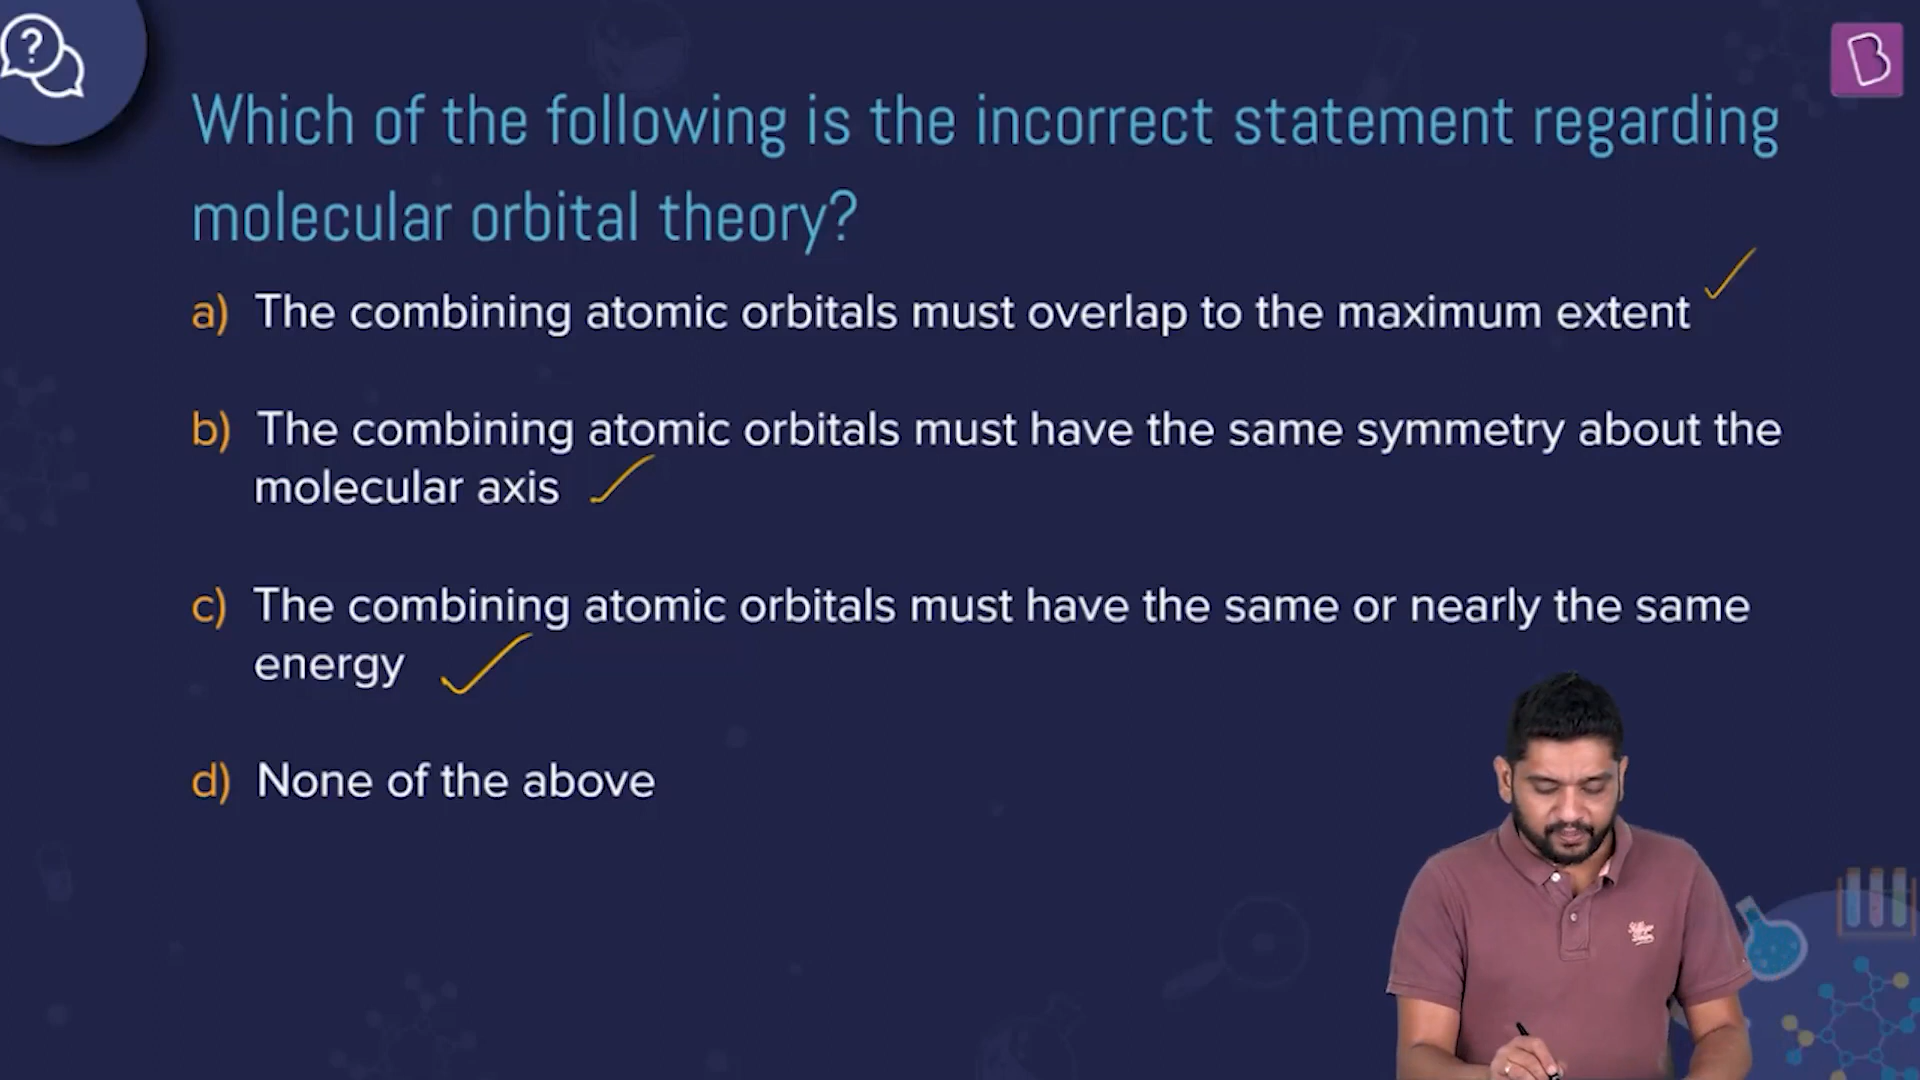 ?
B
Which of the following is the incorrect statement regarding
molecular orbital theory?
a) The combining atomic orbitals must overlap to the maximum extent
b) The combining atomic orbitals must have the same symmetry about the
molecular axis
c) The combining atomic orbitals must have the same or nearly the same
energy
d) None of the above